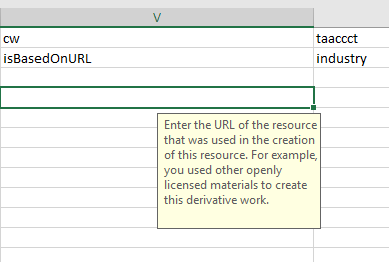 V
cw taaccct
isBasedOnURL industry
Enter the URL of the resource
that was used in the creation
of this resource. For example,
you used other openly
licensed materials to create
this derivative work.